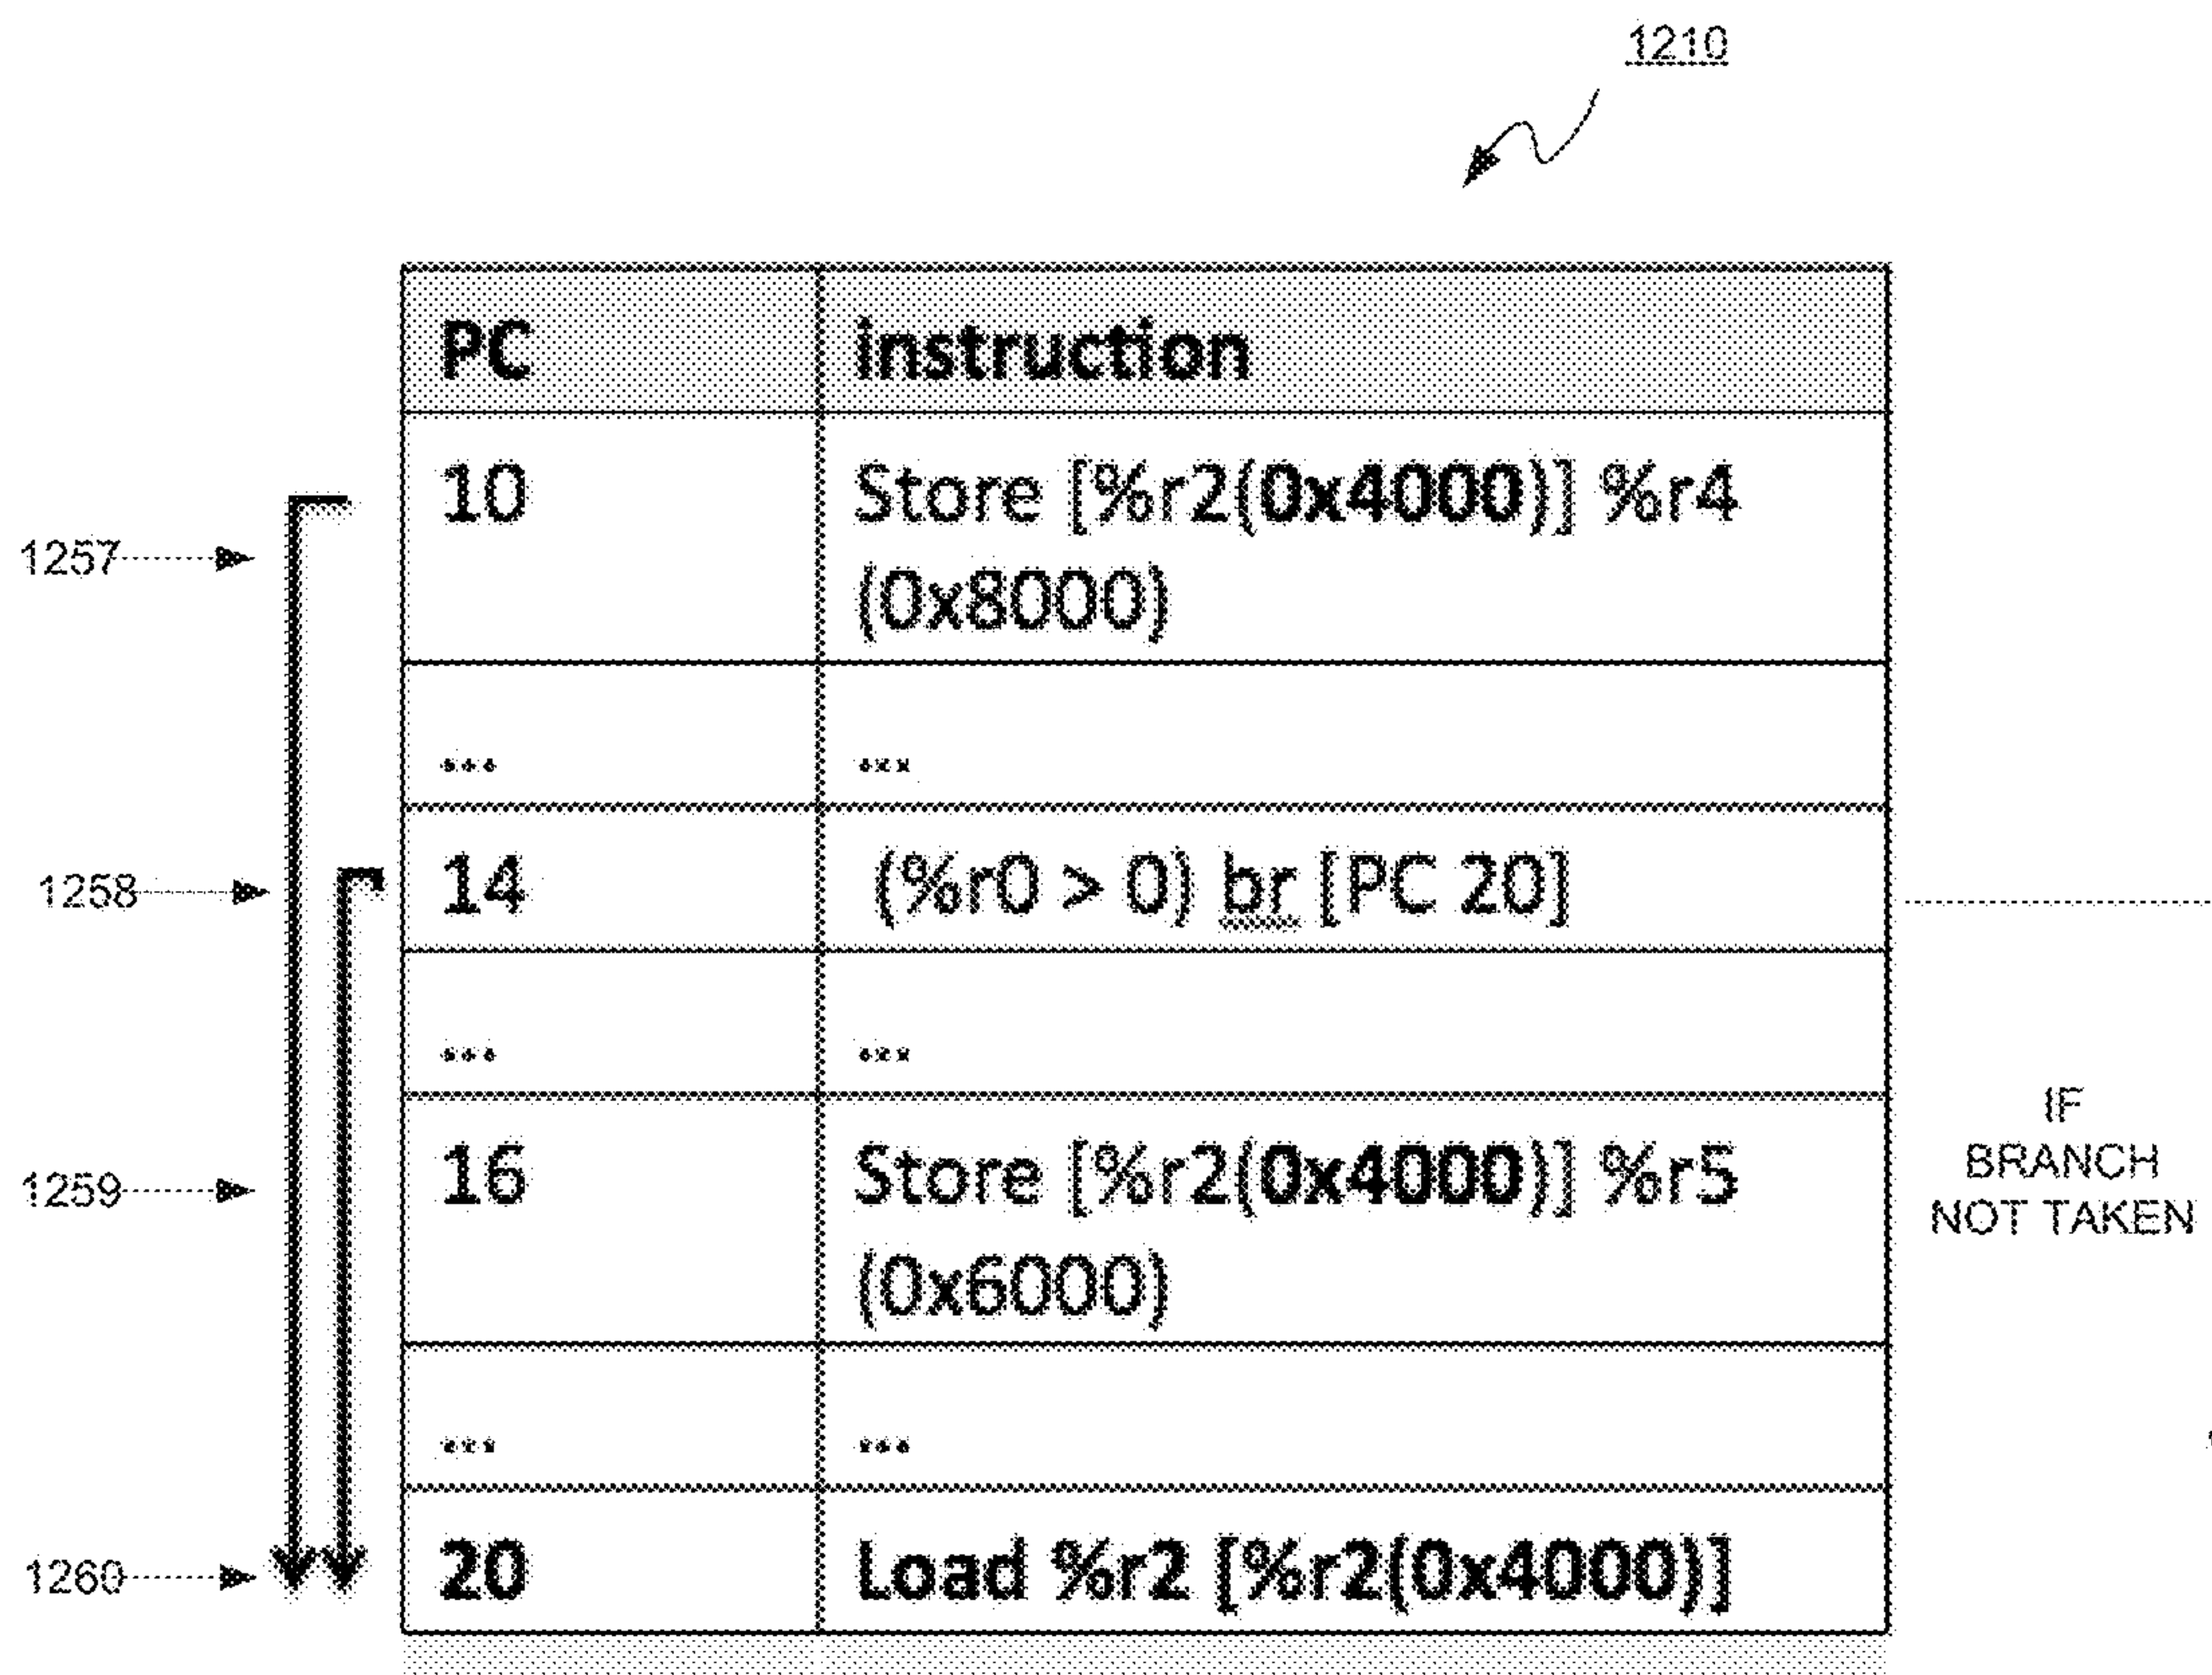 1210
PC instruction
1257
10 Store [%r2(0x4000)] %r4
(0x8000)
... ...
1258
14 (%r0 > 0) br [PC 20]
... ...
1259
16 Store [%r2(0x4000)] %r5
(0x6000)
IF
BRANCH
NOT TAKEN
... ...
1260
20 Load %r2 [%r2(0x4000)]